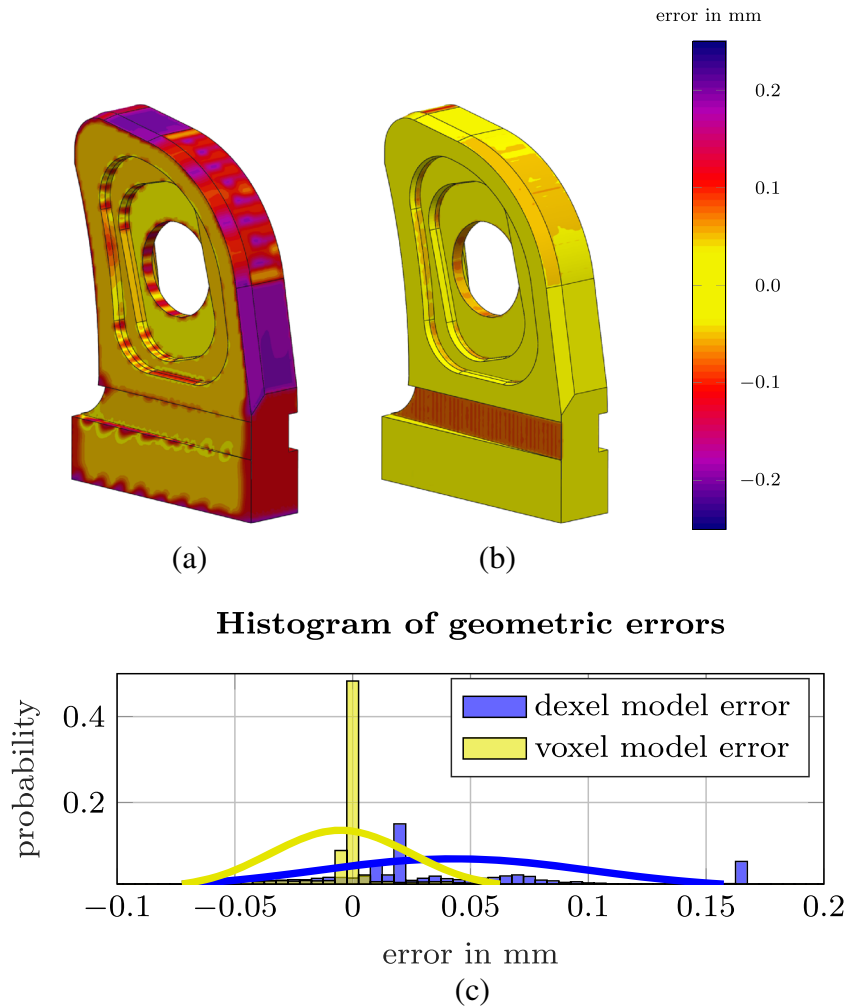 error in mm
0.2
0.1
0.0
−0.1
−0.2
(a)
(b)
Histogram of geometric errors
probability
0.4
0.2
dexel model error
voxel model error
−0.1
−0.05
0
0.05
0.1
0.15
0.2
error in mm
(c)